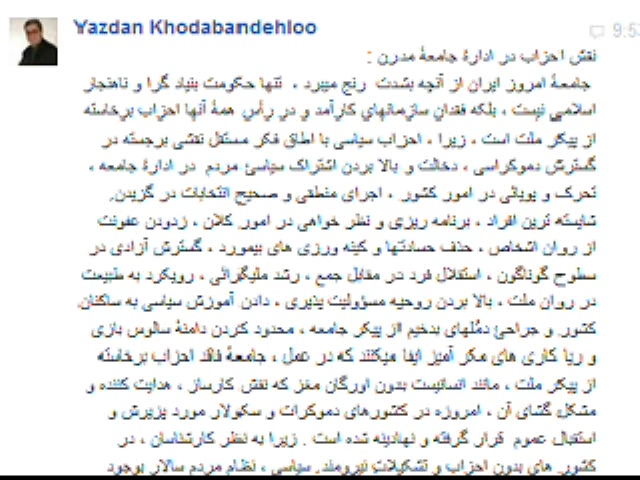 Yazdan Khodabandehloo
9:53
نقش احزاب در ادارهٔ جامعهٔ مدرن :
جامعهٔ امروز ایران از آنچه بشدت رنج میبرد ، تنها حکومت بنیاد گرا و ناهنجار
اسلامی نیست ، بلکه فقدان سازمانهای کارآمد و در رأس همهٔ آنها احزاب برخاسته
از پیکر ملت است ، زیرا ، احزاب سیاسی با اطاق فکر مستقل نقشی برجسته در
گسترش دموکراسی ، دخالت و بالا بردن اشتراک سیاسیٔ مردم در ادارهٔ جامعه ،
تحرک و پویائی در امور کشور ، اجرای منطقی و صحیح انتخابات در گزیدن
شایسته ترین افراد ، برنامه ریزی و نظر خواهی در امور کلان ، زدودن عفونت
از روان اشخاص ، حذف حسادتها و کینه ورزی های بیمورد ، گسترش آزادی در
سطوح گوناگون ، استقلال فرد در مقابل جمع ، رشد ملیگرائی ، رویکرد به طبیعت
در روان ملت ، بالا بردن روحیه مسؤولیت پذیری ، دادن آموزش سیاسی به ساکنان
کشور و جراحیٔ دمَلهای بدخیم از پیکر جامعه ، محدود کردن دامنهٔ سالوس بازی
و ریا کاری های مکر آمیز ایفا میکنند که در عمل ، جامعهٔ فاقد احزاب برخاسته
از پیکر ملت ، مانند انسانیست بدون اورگان مغز که نقش کارساز ، هدایت کننده و
مشکل گشای آن ، امروزه در کشورهای دموکرات و سکولار مورد پزیرش و
استقبال عموم قرار گرفته و نهادینه شده است . زیرا به نظر کارشناسان ، در
کشور های بدون احزاب و تشکیلات نیرومند سیاسی ، نظام مردم سالار بوجود